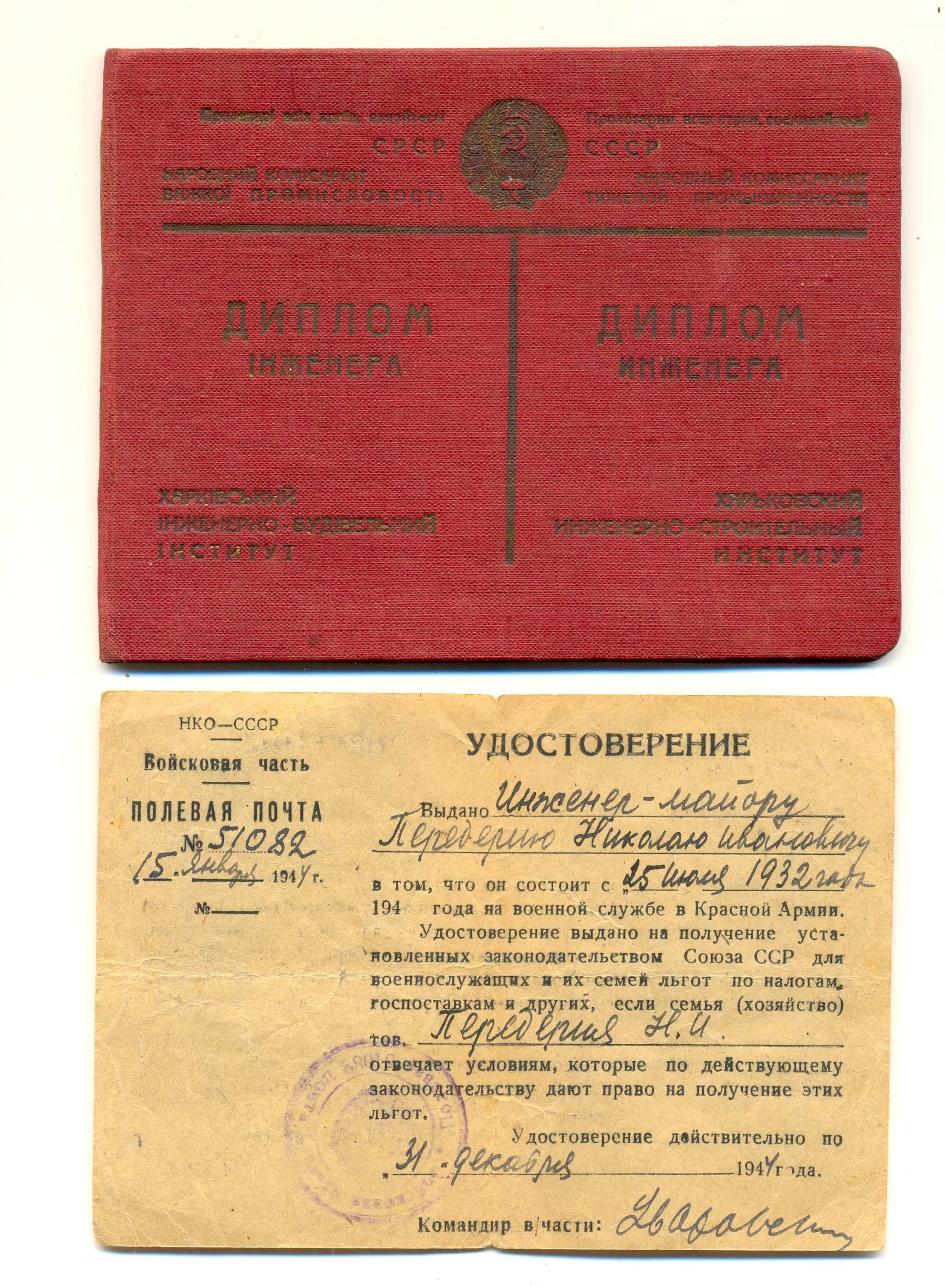 Пролетарі всіх країн, єднайтеся!
СРСР
НАРОДНИЙ КОМІСАРІАТ
ВАЖКОЇ ПРОМИСЛОВОСТІ
Пролетарии всех стран, соединяйтесь!
СССР
НАРОДНЫЙ КОМИССАРИАТ
ТЯЖЕЛОЙ ПРОМЫШЛЕННОСТИ
ДИПЛОМ
ІНЖЕНЕРА
ДИПЛОМ
ИНЖЕНЕРА
ХАРКІВСЬКИЙ
ІНЖЕНЕРНО-БУДІВЕЛЬНИЙ
ІНСТИТУТ
ХАРЬКОВСКИЙ
ИНЖЕНЕРНО-СТРОИТЕЛЬНЫЙ
ИНСТИТУТ
НКО—СССР
Войсковая часть
ПОЛЕВАЯ ПОЧТА
№ 51082
15. Января 1944 г.
№
УДОСТОВЕРЕНИЕ
Выдано Инженер-майору
Передерию Николаю Ивановичу
в том, что он состоит с „25 июля 1932 года
194 года на военной службе в Красной Армии.
Удостоверение выдано на получение уста-
новленных законодательством Союза ССР для
военнослужащих и их семей льгот по налогам,
госпоставкам и других, если семья (хозяйство)
тов. Передерия Н.И.
отвечает условиям, которые по действующему
законодательству дают право на получение этих
льгот.
Удостоверение действительно по
„31 декабря 1944 года.
Командир в/части: